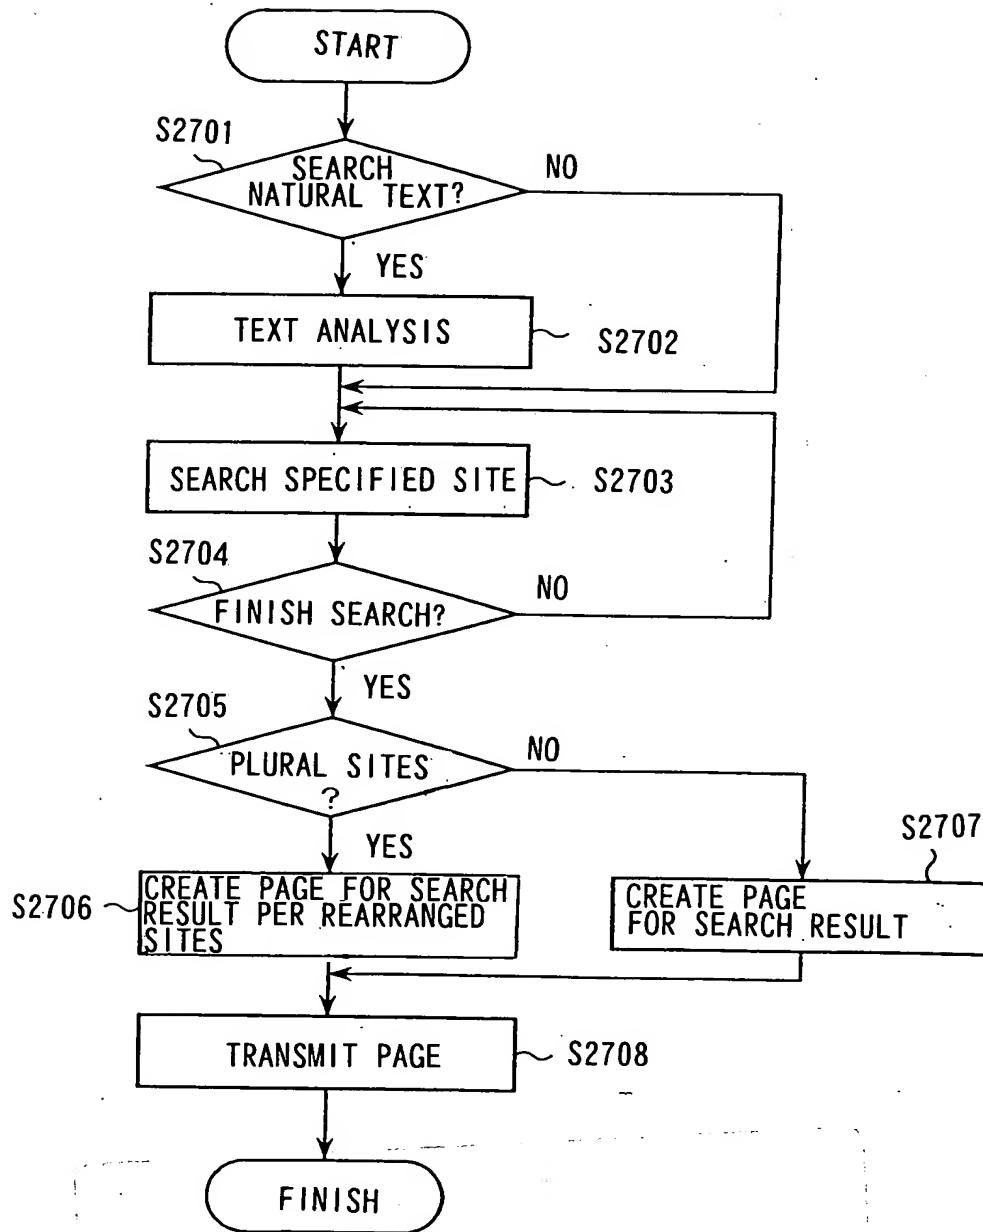 START
S2701
SEARCH
NATURAL TEXT?
NO
YES
TEXT ANALYSIS
S2702
SEARCH SPECIFIED SITE
S2703
S2704
FINISH SEARCH?
NO
YES
S2705
PLURAL SITES
?
NO
YES
S2706
CREATE PAGE FOR SEARCH
RESULT PER REARRANGED
SITES
S2707
CREATE PAGE
FOR SEARCH RESULT
TRANSMIT PAGE
S2708
FINISH